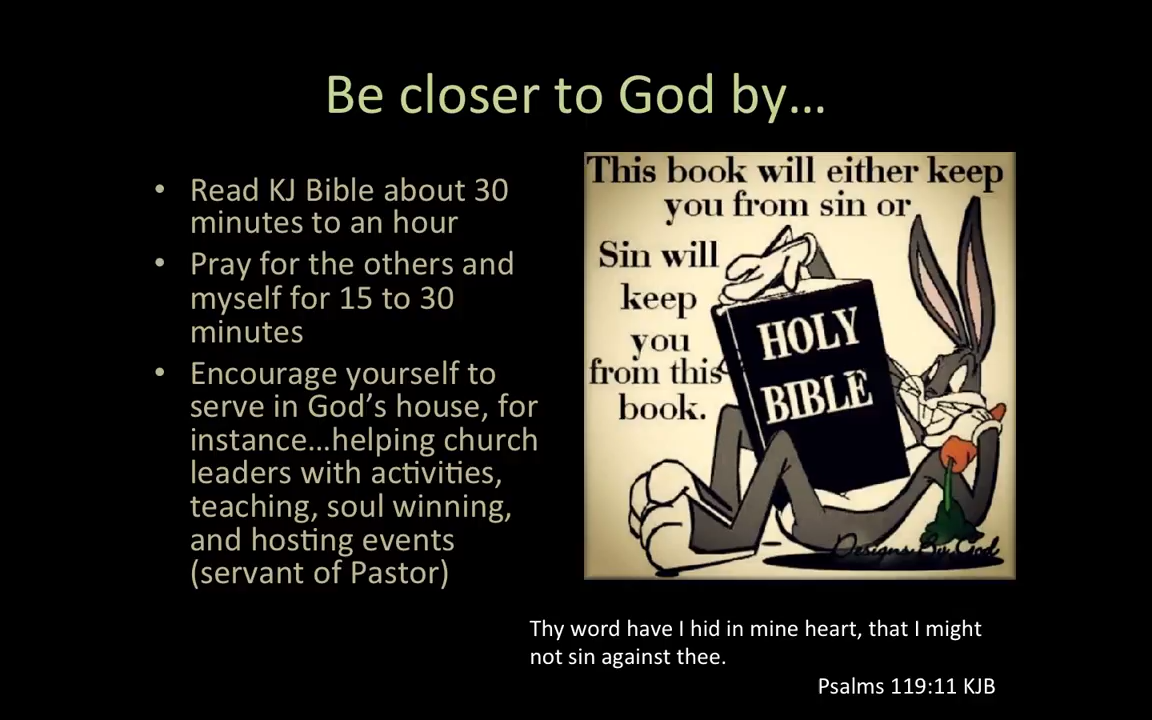 Be closer to God by…
• Read KJ Bible about 30
minutes to an hour
• Pray for the others and
myself for 15 to 30
minutes
• Encourage yourself to
serve in God’s house, for
instance…helping church
leaders with activities,
teaching, soul winning,
and hosting events
(servant of Pastor)
This book will either keep
you from sin or
Sin will
keep
you
from this
book.
HOLY
BIBLE
Designs By God
Thy word have I hid in mine heart, that I might
not sin against thee.
Psalms 119:11 KJB